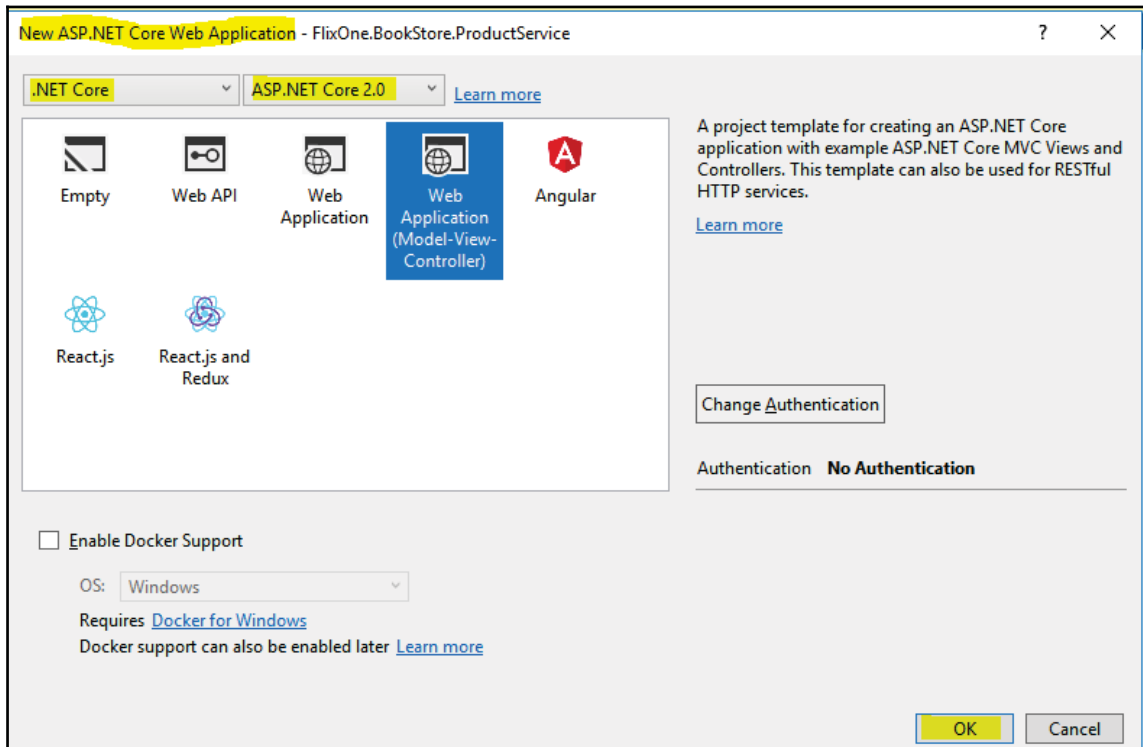 New ASP.NET Core Web Application - FlixOne.BookStore.ProductService
?
.NET Core
ASP.NET Core 2.0
Learn more
Empty
Web API
Web
Application
Web
Application
(Model-View-
Controller)
Angular
React.js
React.js and
Redux
A project template for creating an ASP.NET Core
application with example ASP.NET Core MVC Views and
Controllers. This template can also be used for RESTful
HTTP services.
Learn more
Change Authentication
Authentication No Authentication
Enable Docker Support
OS: Windows
Requires Docker for Windows
Docker support can also be enabled later Learn more
OK
Cancel